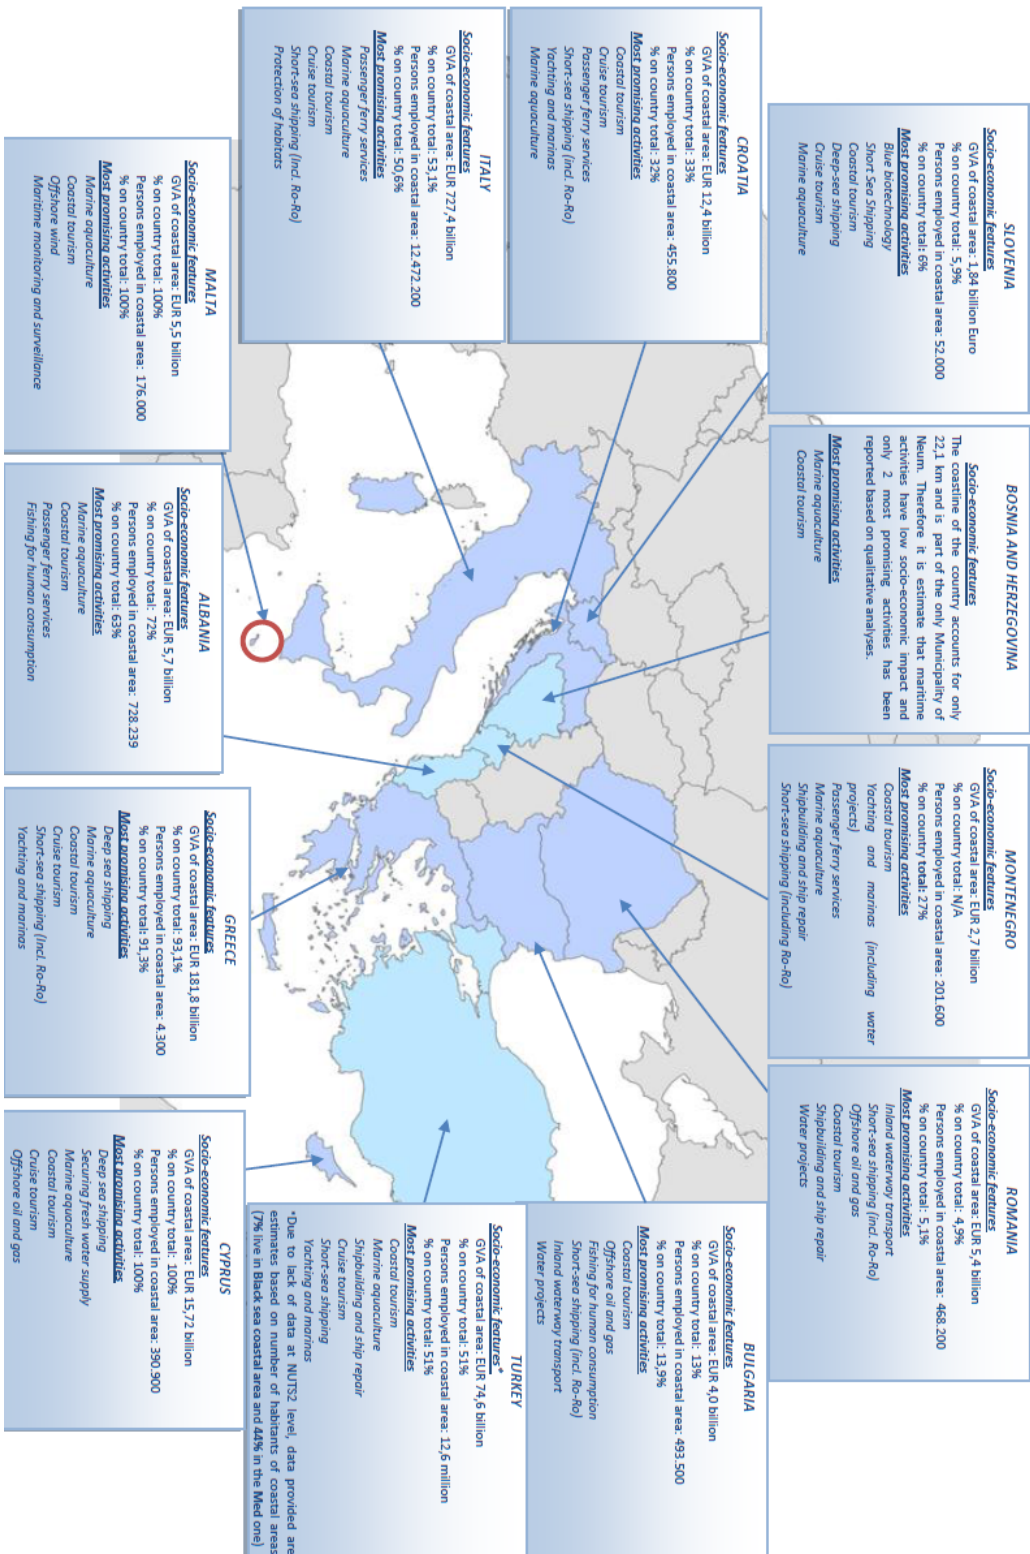 SLOVENIA
Socio-economic features
GVA of coastal area: 1,84 billion Euro
% on country total: 5,9%
Persons employed in coastal area: 52.000
% on country total: 6%
Most promising activities
Blue biotechnology
Short Sea Shipping
Coastal tourism
Deep-sea shipping
Cruise tourism
Marine aquaculture
BOSNIA AND HERZEGOVINA
Socio-economic features
The coastline of the country accounts for only
22,1 km and is part of the only Municipality of
Neum. Therefore it is estimate that maritime
activities have low socio-economic impact and
only 2 most promising activities has been
reported based on qualitative analyses.
Most promising activities
Marine aquaculture
Coastal tourism
MONTENEGRO
Socio-economic features
GVA of coastal area: EUR 2,7 billion
% on country total: N/A
Persons employed in coastal area: 201.600
% on country total: 27%
Most promising activities
Coastal tourism
Yachting and marinas (including water
projects)
Passenger ferry services
Marine aquaculture
Shipbuilding and ship repair
Short-sea shipping (including Ro-Ro)
ROMANIA
Socio-economic features
GVA of coastal area: EUR 5,4 billion
% on country total: 4,9%
Persons employed in coastal area: 468.200
% on country total: 5,1%
Most promising activities
Inland waterway transport
Short-sea shipping (incl. Ro-Ro)
Offshore oil and gas
Coastal tourism
Shipbuilding and ship repair
Water projects
CROATIA
Socio-economic features
GVA of coastal area: EUR 12,4 billion
% on country total: 33%
Persons employed in coastal area: 455.800
% on country total: 32%
Most promising activities
Coastal tourism
Cruise tourism
Passenger ferry services
Short-sea shipping (incl. Ro-Ro)
Yachting and marinas
Marine aquaculture
BULGARIA
Socio-economic features
GVA of coastal area: EUR 4,0 billion
% on country total: 13%
Persons employed in coastal area: 493.500
% on country total: 13,9%
Most promising activities
Coastal tourism
Offshore oil and gas
Fishing for human consumption
Short-sea shipping (incl. Ro-Ro)
Inland waterway transport
Water projects
ITALY
Socio-economic features
GVA of coastal area: EUR 727,4 billion
% on country total: 53,1%
Persons employed in coastal area: 12.472.200
% on country total: 50,6%
Most promising activities
Passenger ferry services
Marine aquaculture
Coastal tourism
Cruise tourism
Short-sea shipping (Incl. Ro-Ro)
Protection of habitats
TURKEY
Socio-economic features*
GVA of coastal area: EUR 74,6 billion
% on country total: 51%
Persons employed in coastal area: 12,6 million
% on country total: 51%
Most promising activities
Coastal tourism
Marine aquaculture
Shipbuilding and ship repair
Cruise tourism
Short-sea shipping
Yachting and marinas
*Due to lack of data at NUTS2 level, data provided are
estimates based on number of habitants of coastal areas
(7% live in Black sea coastal area and 44% in the Med one)
MALTA
Socio-economic features
GVA of coastal area: EUR 5,5 billion
% on country total: 100%
Persons employed in coastal area: 176.000
% on country total: 100%
Most promising activities
Marine aquaculture
Coastal tourism
Offshore wind
Maritime monitoring and surveillance
ALBANIA
Socio-economic features
GVA of coastal area: EUR 5,7 billion
% on country total: 72%
Persons employed in coastal area: 728.239
% on country total: 63%
Most promising activities
Marine aquaculture
Coastal tourism
Passenger ferry services
Fishing for human consumption
GREECE
Socio-economic features
GVA of coastal area: EUR 181,8 billion
% on country total: 93,1%
Persons employed in coastal area: 4.300
% on country total: 91,3%
Most promising activities
Deep sea shipping
Marine aquaculture
Coastal tourism
Cruise tourism
Short-sea shipping (Incl. Ro-Ro)
Yachting and marinas
CYPRUS
Socio-economic features
GVA of coastal area: EUR 15,72 billion
% on country total: 100%
Persons employed in coastal area: 390.900
% on country total: 100%
Most promising activities
Deep sea shipping
Securing fresh water supply
Marine aquaculture
Coastal tourism
Cruise tourism
Offshore oil and gas